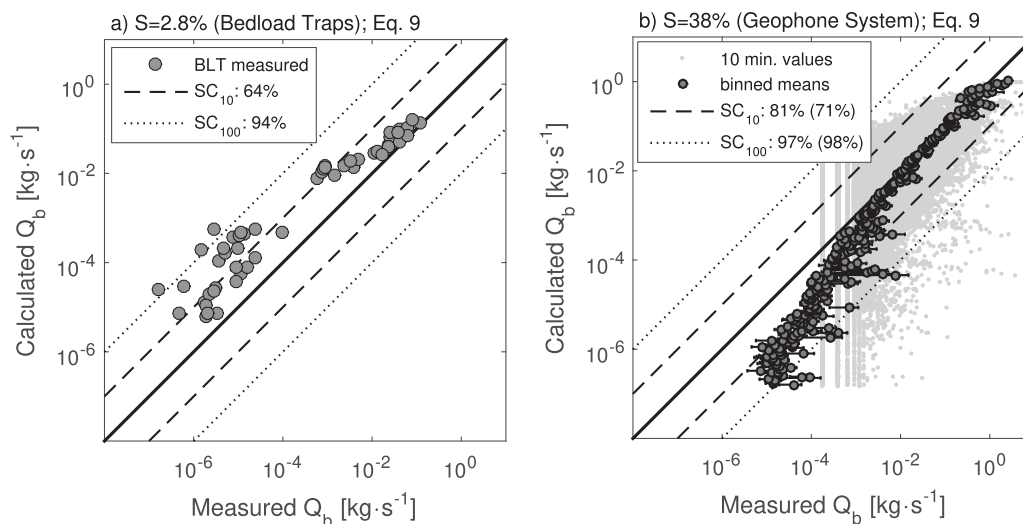 a) S=2.8% (Bedload Traps); Eq. 9
BLT measured
SC10: 64%
SC100: 94%
10^0
10^-2
10^-4
10^-6
Calculated Qb [kg·s^-1]
10^-6 10^-4 10^-2 10^0
Measured Qb [kg·s^-1]
b) S=38% (Geophone System); Eq. 9
10 min. values
binned means
SC10: 81% (71%)
SC100: 97% (98%)
10^0
10^-2
10^-4
10^-6
Calculated Qb [kg·s^-1]
10^-6 10^-4 10^-2 10^0
Measured Qb [kg·s^-1]